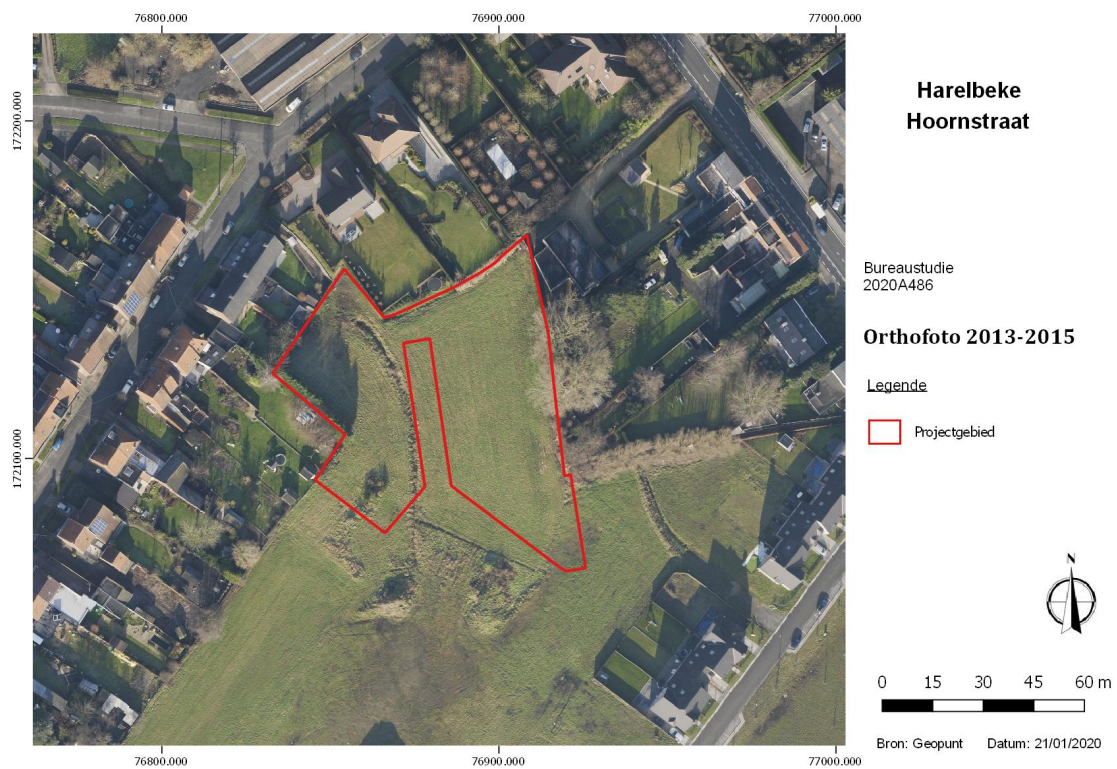 76800.000 76900.000 77000.000
172200.000
172100.000
76800.000 76900.000 77000.000
Harelbeke
Hoornstraat
Bureaustudie
2020A486
Orthofoto 2013-2015
Legende
Projectgebied
N
0 15 30 45 60 m
Bron: Geopunt Datum: 21/01/2020